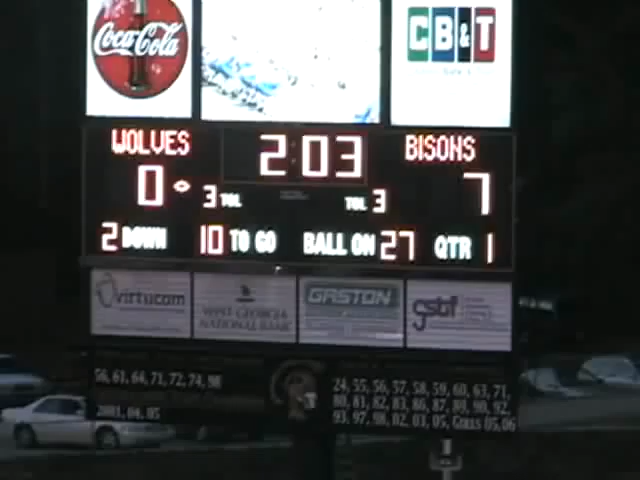 Coca-Cola
CB&T
WOLVES 2:03 BISONS
0 3 TOL TOL 3 7
2 DOWN 10 TO GO BALL ON 27 QTR 1
virtucom
WEST GEORGIA
NATIONAL BANK
GASTON
gsbf
56, 61, 64, 71, 72, 74, 98
2003, 04, 05
24, 55, 56, 57, 58, 59, 60, 63, 71,
80, 81, 82, 83, 86, 87, 88, 90, 92,
93, 97, 98, 02, 03, 05, GIRLS 05, 06